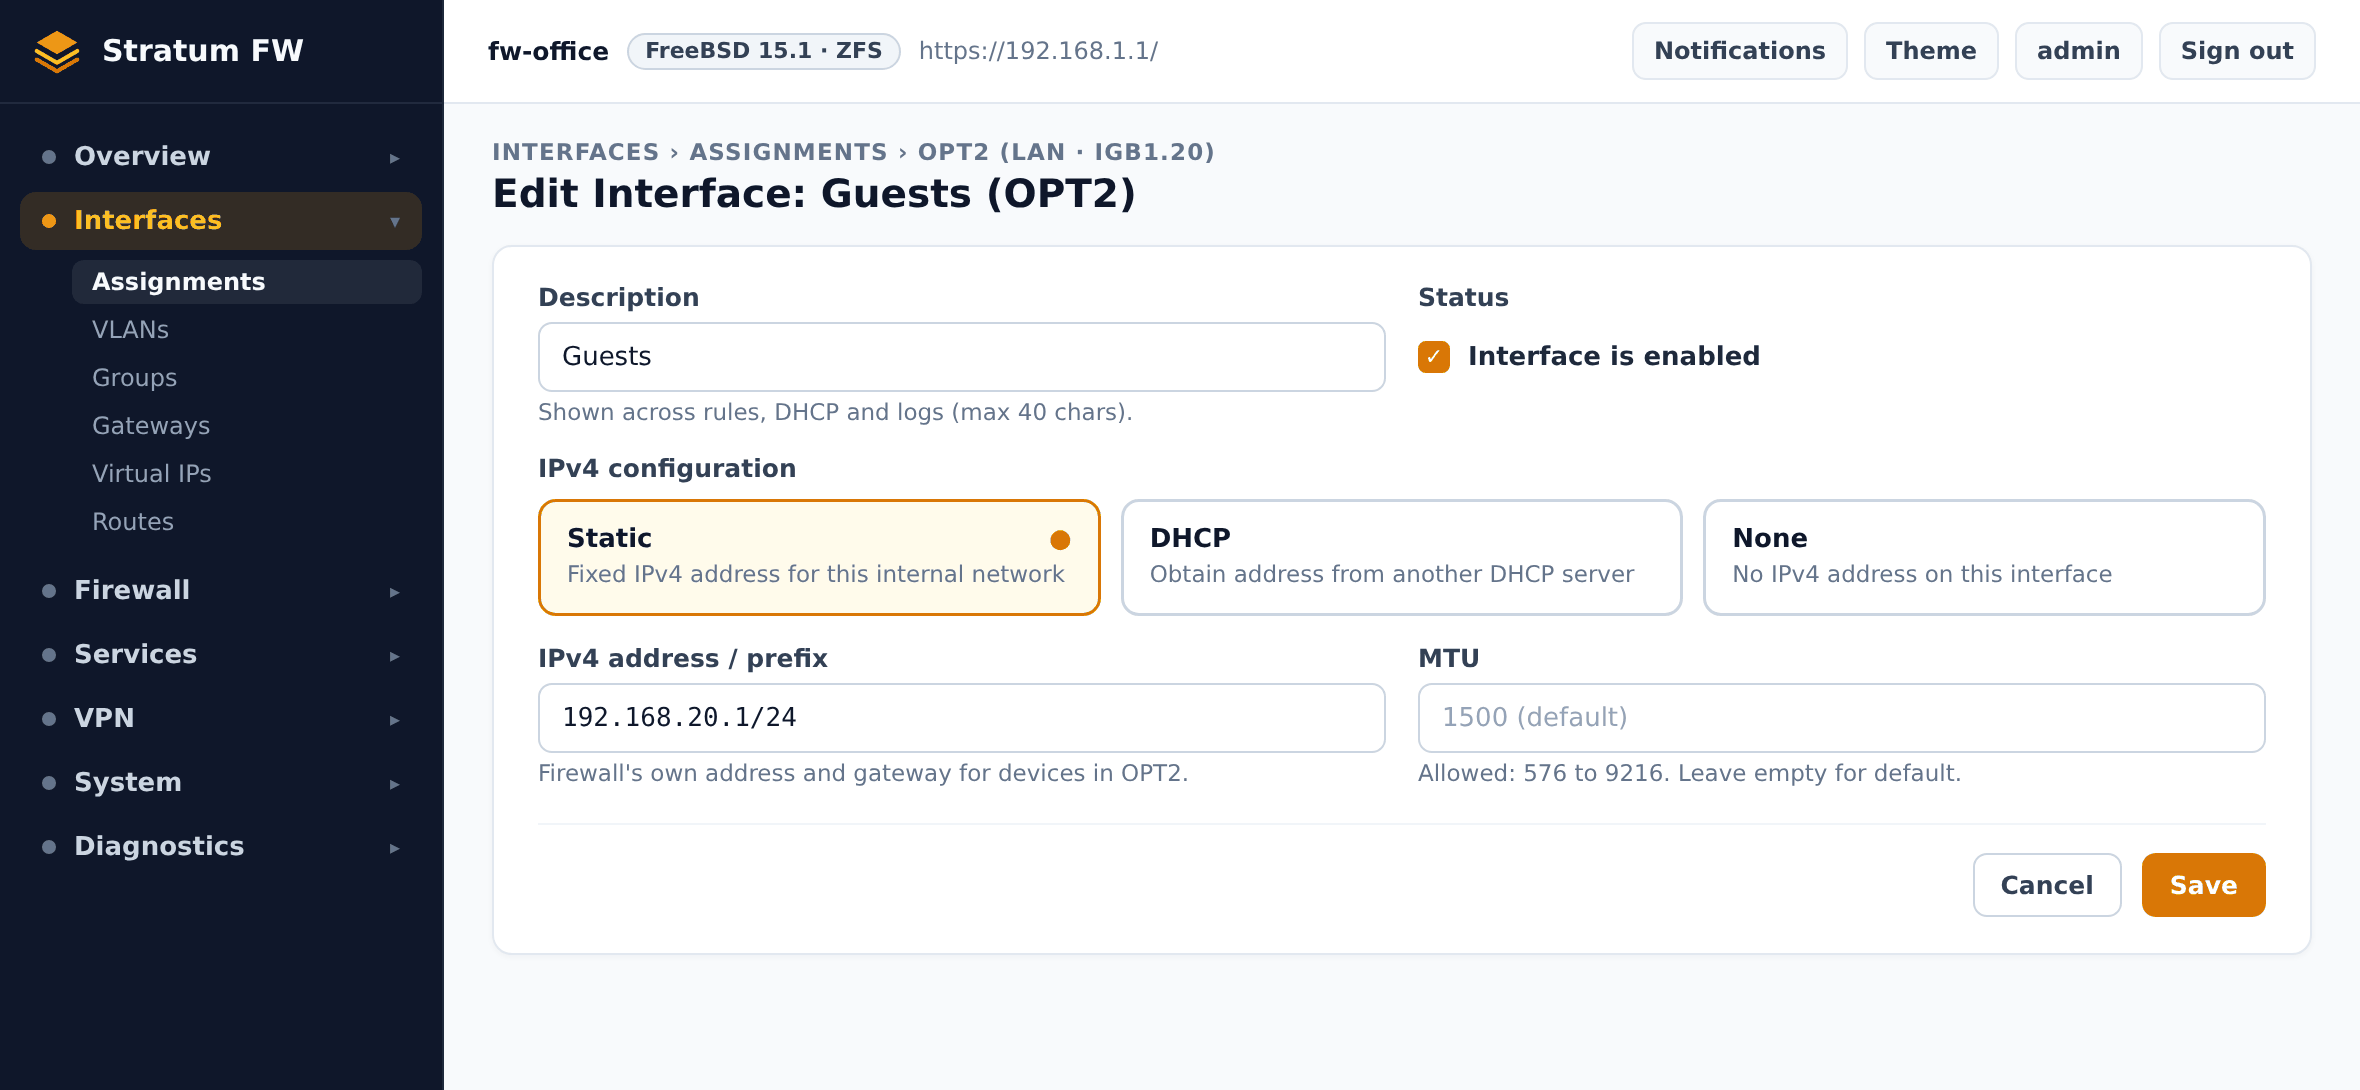 Stratum FW
fw-office
FreeBSD 15.1 · ZFS
https://192.168.1.1/
Notifications
Theme
admin
Sign out
Overview
Interfaces
Assignments
VLANs
Groups
Gateways
Virtual IPs
Routes
Firewall
Services
VPN
System
Diagnostics
INTERFACES › ASSIGNMENTS › OPT2 (LAN · IGB1.20)
Edit Interface: Guests (OPT2)
Description
Guests
Shown across rules, DHCP and logs (max 40 chars).
Status
Interface is enabled
IPv4 configuration
Static
Fixed IPv4 address for this internal network
DHCP
Obtain address from another DHCP server
None
No IPv4 address on this interface
IPv4 address / prefix
192.168.20.1/24
Firewall's own address and gateway for devices in OPT2.
MTU
1500 (default)
Allowed: 576 to 9216. Leave empty for default.
Cancel
Save